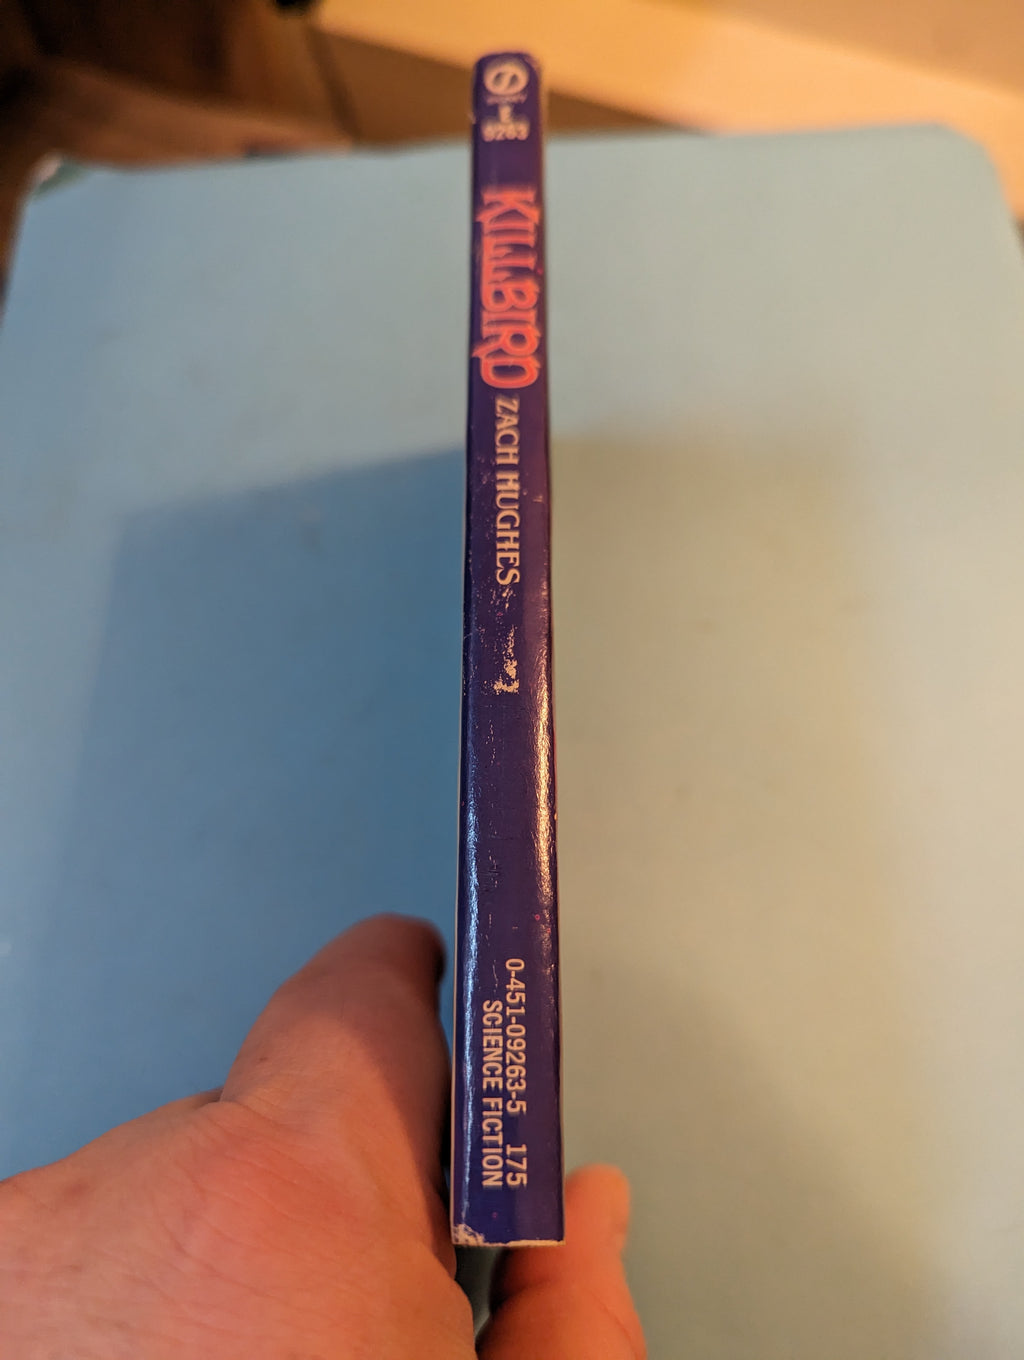 E
9263
KILLBIRD
ZACH HUGHES
0-451-09263-5 175
SCIENCE FICTION